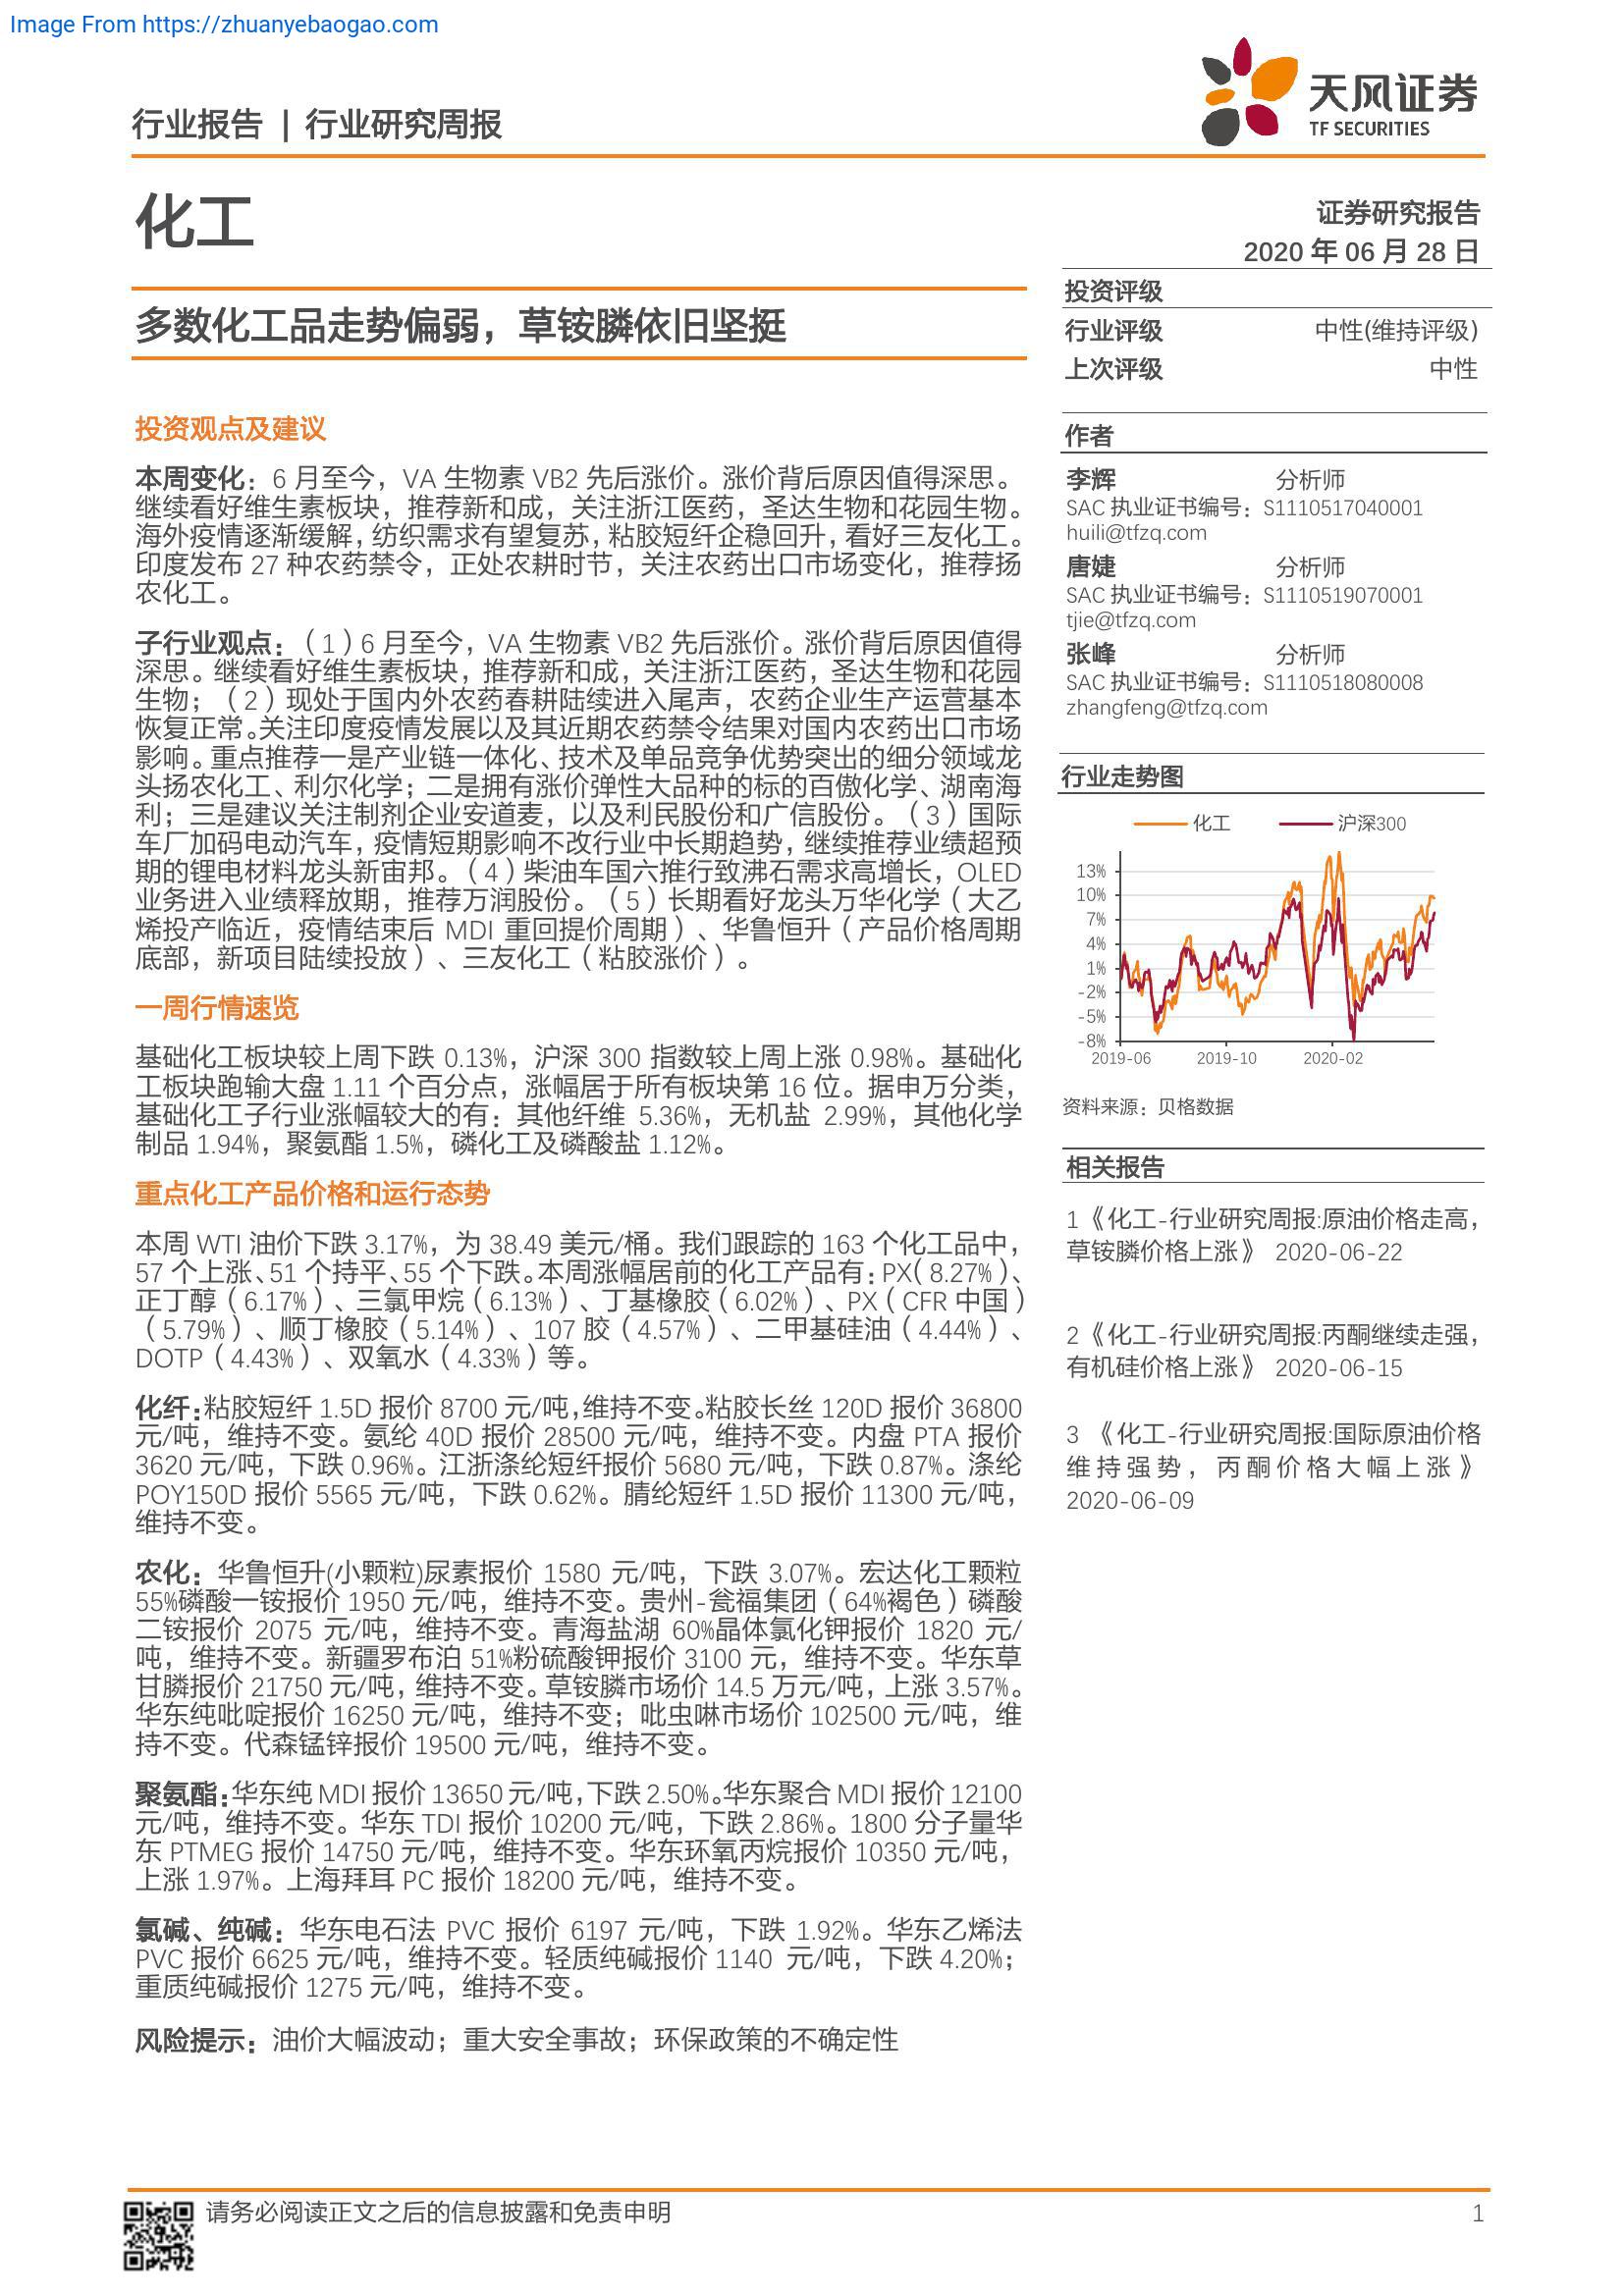 Image From https://zhuanyebaogao.com
行业报告 | 行业研究周报
天风证券
TF SECURITIES
化工
证券研究报告
2020 年 06 月 28 日
多数化工品走势偏弱，草铵膦依旧坚挺
投资观点及建议
本周变化：6 月至今，VA 生物素 VB2 先后涨价。涨价背后原因值得深思。
继续看好维生素板块，推荐新和成，关注浙江医药，圣达生物和花园生物。
海外疫情逐渐缓解，纺织需求有望复苏，粘胶短纤企稳回升，看好三友化工。
印度发布 27 种农药禁令，正处农耕时节，关注农药出口市场变化，推荐扬
农化工。
子行业观点：（1）6 月至今，VA 生物素 VB2 先后涨价。涨价背后原因值得
深思。继续看好维生素板块，推荐新和成，关注浙江医药，圣达生物和花园
生物；（2）现处于国内外农药春耕陆续进入尾声，农药企业生产运营基本
恢复正常。关注印度疫情发展以及其近期农药禁令结果对国内农药出口市场
影响。重点推荐一是产业链一体化、技术及单品竞争优势突出的细分领域龙
头扬农化工、利尔化学；二是拥有涨价弹性大品种的标的百傲化学、湖南海
利；三是建议关注制剂企业安道麦，以及利民股份和广信股份。（3）国际
车厂加码电动汽车，疫情短期影响不改行业中长期趋势，继续推荐业绩超预
期的锂电材料龙头新宙邦。（4）柴油车国六推行致沸石需求高增长，OLED
业务进入业绩释放期，推荐万润股份。（5）长期看好龙头万华化学（大乙
烯投产临近，疫情结束后 MDI 重回提价周期）、华鲁恒升（产品价格周期
底部，新项目陆续投放）、三友化工（粘胶涨价）。
一周行情速览
基础化工板块较上周下跌 0.13%，沪深 300 指数较上周上涨 0.98%。基础化
工板块跑输大盘 1.11 个百分点，涨幅居于所有板块第 16 位。据申万分类，
基础化工子行业涨幅较大的有：其他纤维 5.36%，无机盐 2.99%，其他化学
制品 1.94%，聚氨酯 1.5%，磷化工及磷酸盐 1.12%。
重点化工产品价格和运行态势
本周 WTI 油价下跌 3.17%，为 38.49 美元/桶。我们跟踪的 163 个化工品中，
57 个上涨、51 个持平、55 个下跌。本周涨幅居前的化工产品有：PX（8.27%）、
正丁醇（6.17%）、三氯甲烷（6.13%）、丁基橡胶（6.02%）、PX（CFR 中国）
（5.79%）、顺丁橡胶（5.14%）、107 胶（4.57%）、二甲基硅油（4.44%）、
DOTP（4.43%）、双氧水（4.33%）等。
化纤：粘胶短纤 1.5D 报价 8700 元/吨，维持不变。粘胶长丝 120D 报价 36800
元/吨，维持不变。氨纶 40D 报价 28500 元/吨，维持不变。内盘 PTA 报价
3620 元/吨，下跌 0.96%。江浙涤纶短纤报价 5680 元/吨，下跌 0.87%。涤纶
POY150D 报价 5565 元/吨，下跌 0.62%。腈纶短纤 1.5D 报价 11300 元/吨，
维持不变。
农化：华鲁恒升(小颗粒)尿素报价 1580 元/吨，下跌 3.07%。宏达化工颗粒
55%磷酸一铵报价 1950 元/吨，维持不变。贵州-瓮福集团（64%褐色）磷酸
二铵报价 2075 元/吨，维持不变。青海盐湖 60%晶体氯化钾报价 1820 元/
吨，维持不变。新疆罗布泊 51%粉硫酸钾报价 3100 元，维持不变。华东草
甘膦报价 21750 元/吨，维持不变。草铵膦市场价 14.5 万元/吨，上涨 3.57%。
华东纯吡啶报价 16250 元/吨，维持不变；吡虫啉市场价 102500 元/吨，维
持不变。代森锰锌报价 19500 元/吨，维持不变。
聚氨酯：华东纯 MDI 报价 13650 元/吨，下跌 2.50%。华东聚合 MDI 报价 12100
元/吨，维持不变。华东 TDI 报价 10200 元/吨，下跌 2.86%。1800 分子量华
东 PTMEG 报价 14750 元/吨，维持不变。华东环氧丙烷报价 10350 元/吨，
上涨 1.97%。上海拜耳 PC 报价 18200 元/吨，维持不变。
氯碱、纯碱：华东电石法 PVC 报价 6197 元/吨，下跌 1.92%。华东乙烯法
PVC 报价 6625 元/吨，维持不变。轻质纯碱报价 1140 元/吨，下跌 4.20%；
重质纯碱报价 1275 元/吨，维持不变。
风险提示：油价大幅波动；重大安全事故；环保政策的不确定性
投资评级
行业评级 中性(维持评级)
上次评级 中性
作者
李辉 分析师
SAC 执业证书编号：S1110517040001
huili@tfzq.com
唐婕 分析师
SAC 执业证书编号：S1110519070001
tjie@tfzq.com
张峰 分析师
SAC 执业证书编号：S1110518080008
zhangfeng@tfzq.com
行业走势图
化工 沪深300
13%
10%
7%
4%
1%
-2%
-5%
-8%
2019-06 2019-10 2020-02
资料来源：贝格数据
相关报告
1《化工-行业研究周报:原油价格走高，
草铵膦价格上涨》 2020-06-22
2《化工-行业研究周报:丙酮继续走强，
有机硅价格上涨》 2020-06-15
3 《化工-行业研究周报:国际原油价格
维持强势，丙酮价格大幅上涨》
2020-06-09
请务必阅读正文之后的信息披露和免责申明 1